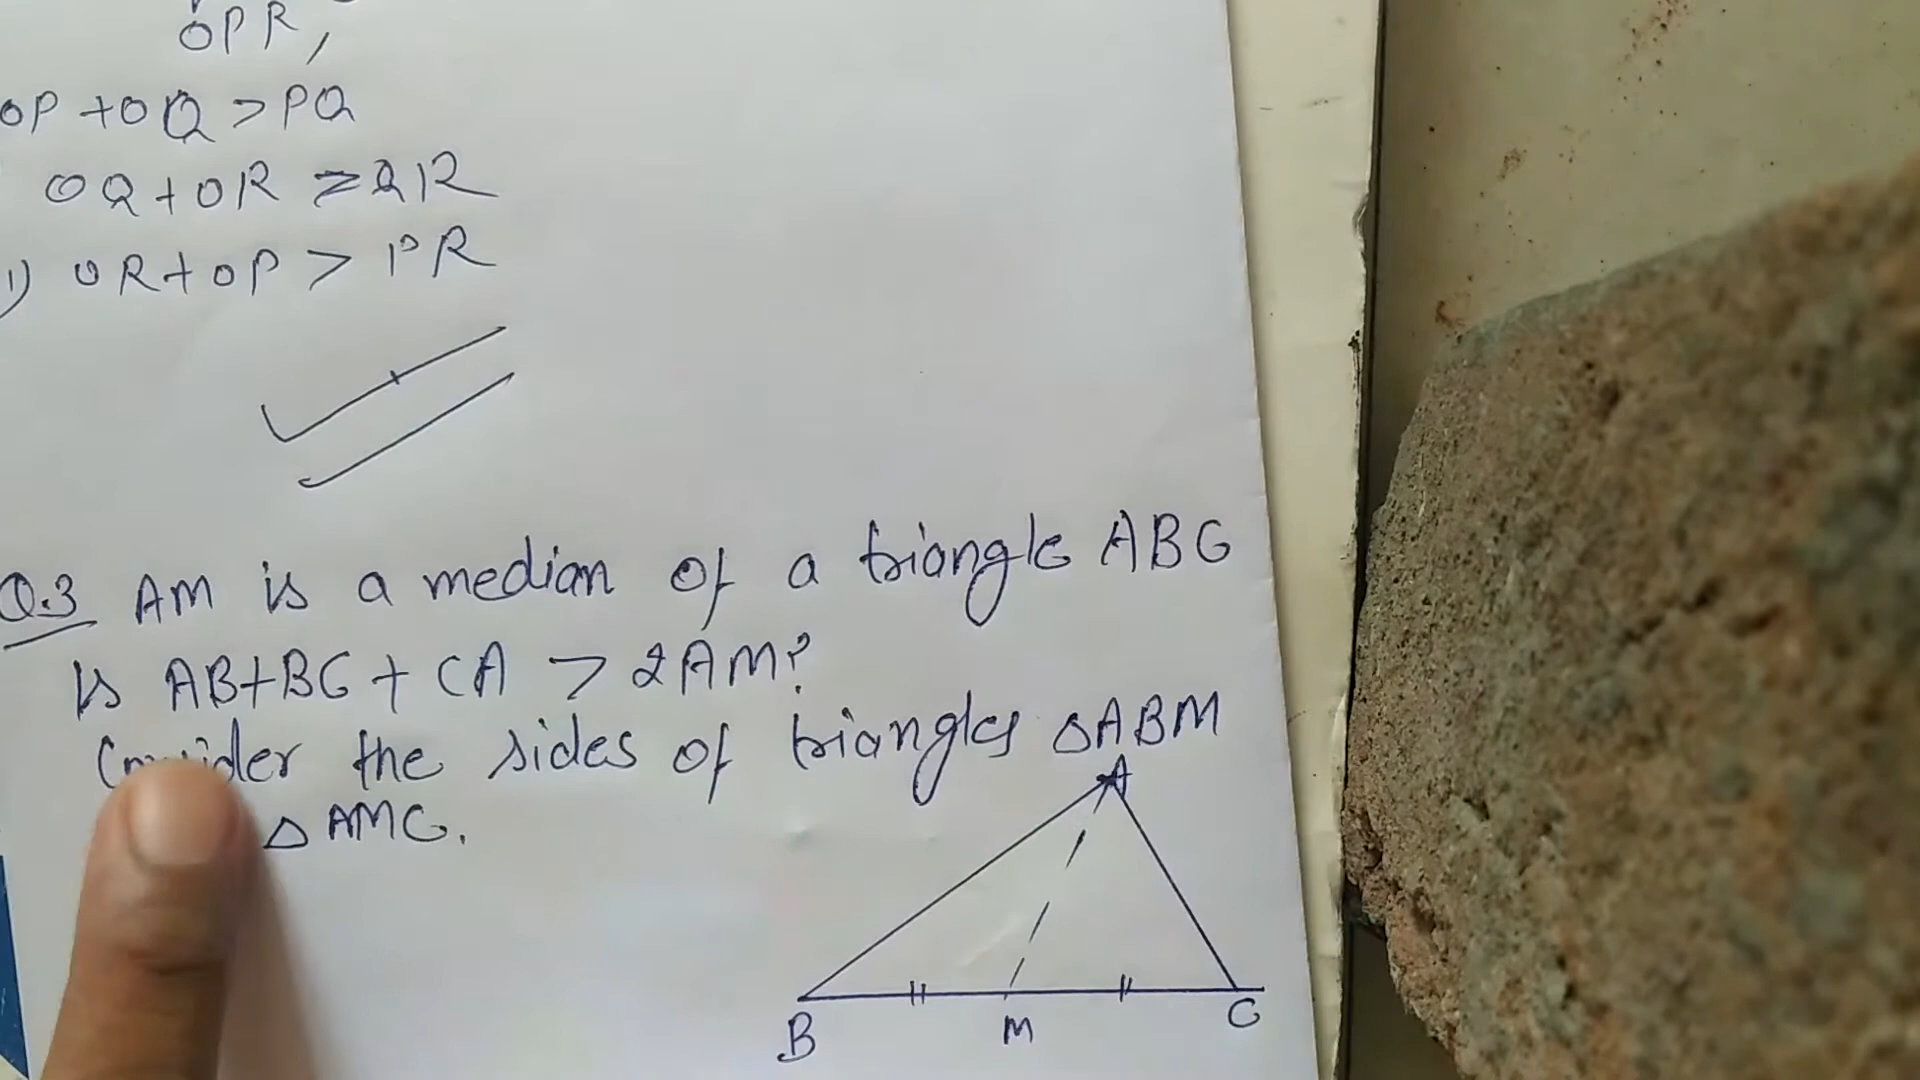 OPR,
OP + OQ > PQ
OQ + OR > QR
) OR + OP > PR
Q.3 AM is a median of a triangle ABC
Is AB+BC + CA > 2AM?
Consider the sides of triangles △ABM
△ AMC.
A
B
M
C